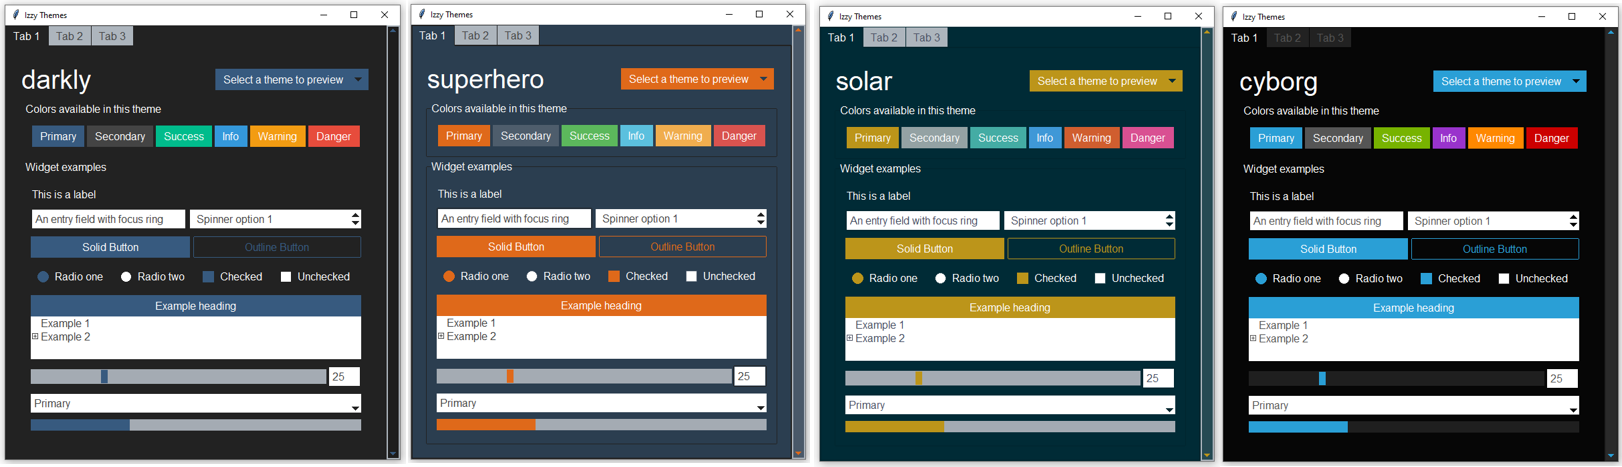 Izzy Themes
Tab 1 Tab 2 Tab 3
darkly
Select a theme to preview
Colors available in this theme
Primary Secondary Success Info Warning Danger
Widget examples
This is a label
An entry field with focus ring Spinner option 1
Solid Button Outline Button
Radio one Radio two Checked Unchecked
Example heading
Example 1
Example 2
25
Primary
Izzy Themes
Tab 1 Tab 2 Tab 3
superhero
Select a theme to preview
Colors available in this theme
Primary Secondary Success Info Warning Danger
Widget examples
This is a label
An entry field with focus ring Spinner option 1
Solid Button Outline Button
Radio one Radio two Checked Unchecked
Example heading
Example 1
Example 2
25
Primary
Izzy Themes
Tab 1 Tab 2 Tab 3
solar
Select a theme to preview
Colors available in this theme
Primary Secondary Success Info Warning Danger
Widget examples
This is a label
An entry field with focus ring Spinner option 1
Solid Button Outline Button
Radio one Radio two Checked Unchecked
Example heading
Example 1
Example 2
25
Primary
Izzy Themes
Tab 1 Tab 2 Tab 3
cyborg
Select a theme to preview
Colors available in this theme
Primary Secondary Success Info Warning Danger
Widget examples
This is a label
An entry field with focus ring Spinner option 1
Solid Button Outline Button
Radio one Radio two Checked Unchecked
Example heading
Example 1
Example 2
25
Primary